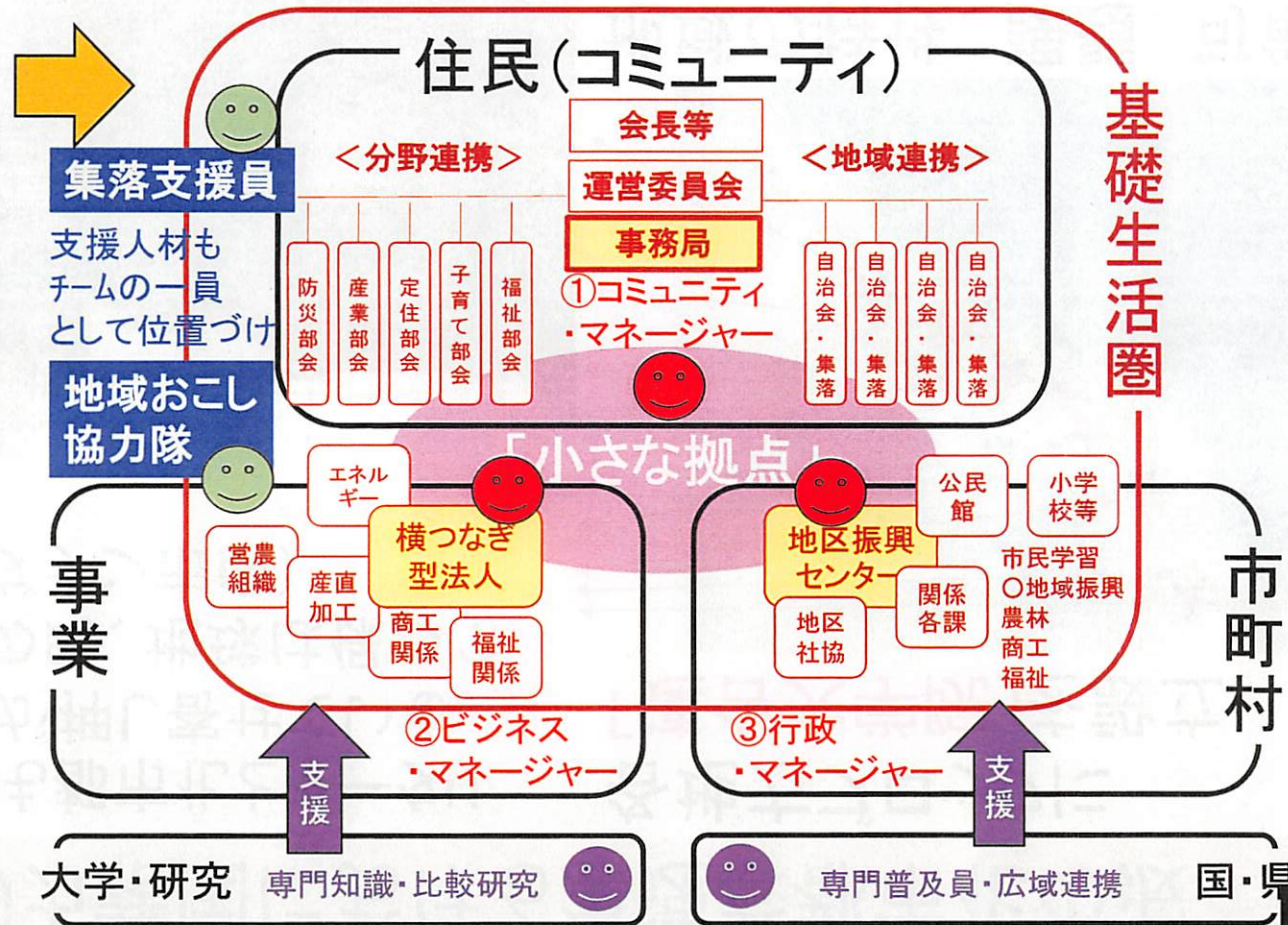 住民(コミュニティ)
基礎生活圏
会長等
運営委員会
事務局
①コミュニティ
・マネージャー
<分野連携>
防災部会
産業部会
定住部会
子育て部会
福祉部会
<地域連携>
自治会・集落
自治会・集落
自治会・集落
自治会・集落
集落支援員
支援人材も
チームの一員
として位置づけ
地域おこし
協力隊
「小さな拠点」
事業
エネル
ギー
横つなぎ
型法人
営農
組織
産直
加工
商工
関係
福祉
関係
②ビジネス
・マネージャー
市町村
地区振興
センター
公民
館
小学
校等
関係
各課
地区
社協
市民学習
○地域振興
農林
商工
福祉
③行政
・マネージャー
支援
支援
大学・研究
専門知識・比較研究
専門普及員・広域連携
国・県